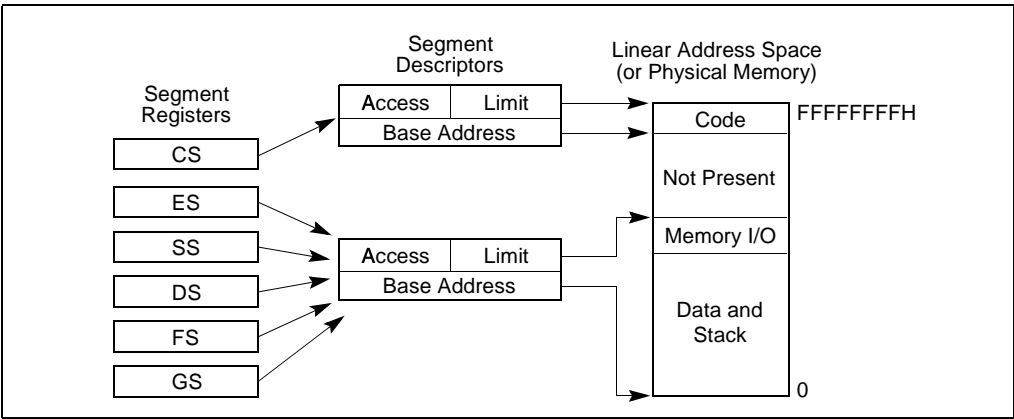 Segment
Registers
CS
ES
SS
DS
FS
GS
Segment
Descriptors
Access
Limit
Base Address
Access
Limit
Base Address
Linear Address Space
(or Physical Memory)
Code
FFFFFFFFH
Not Present
Memory I/O
Data and
Stack
0